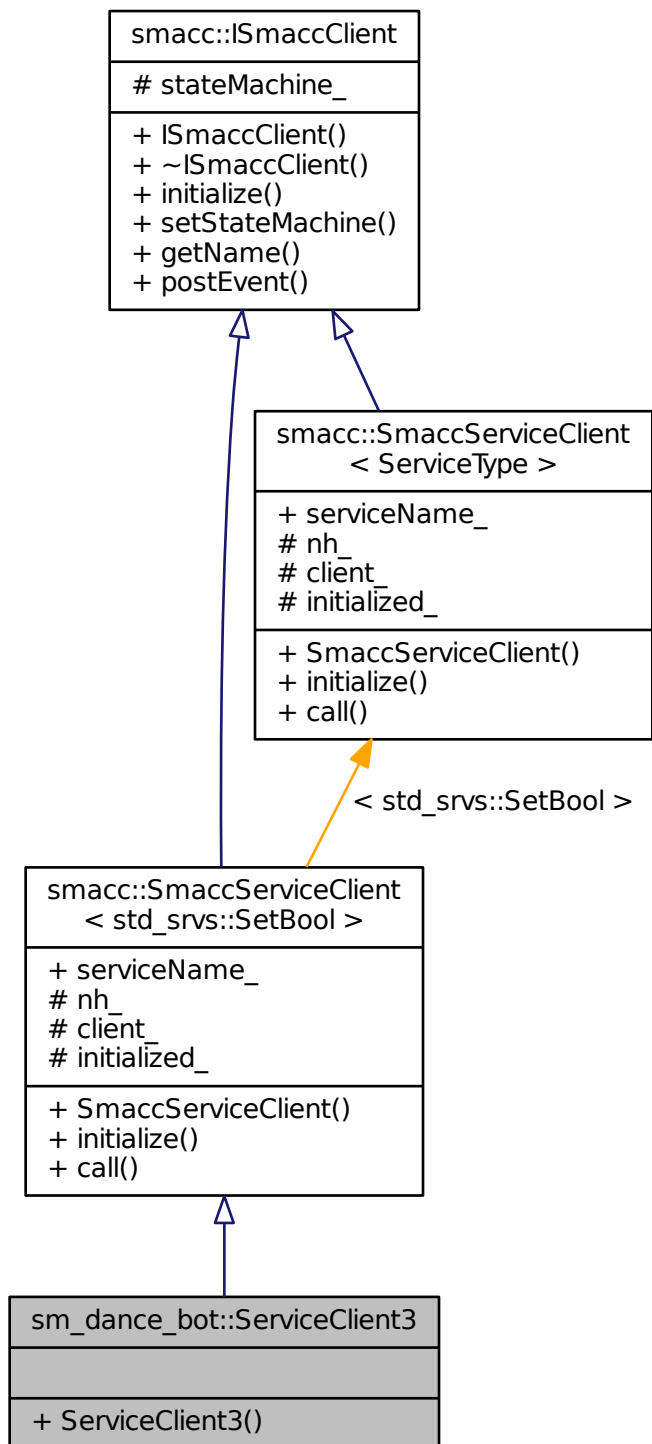 smacc::ISmaccClient
# stateMachine_
+ ISmaccClient()
+ ~ISmaccClient()
+ initialize()
+ setStateMachine()
+ getName()
+ postEvent()
smacc::SmaccServiceClient
< ServiceType >
+ serviceName_
# nh_
# client_
# initialized_
+ SmaccServiceClient()
+ initialize()
+ call()
< std_srvs::SetBool >
smacc::SmaccServiceClient
< std_srvs::SetBool >
+ serviceName_
# nh_
# client_
# initialized_
+ SmaccServiceClient()
+ initialize()
+ call()
sm_dance_bot::ServiceClient3
+ ServiceClient3()